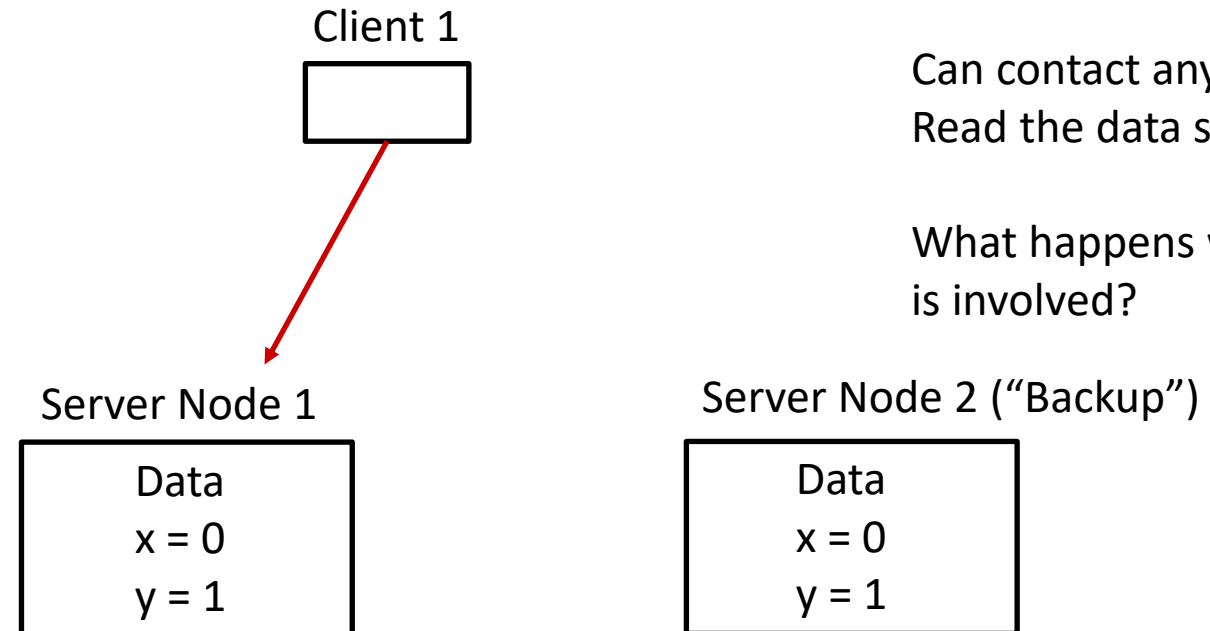 Client 1
Can contact any
Read the data s
What happens
is involved?
Server Node 1
Server Node 2 (“Backup”)
Data
x = 0
y = 1
Data
x = 0
y = 1